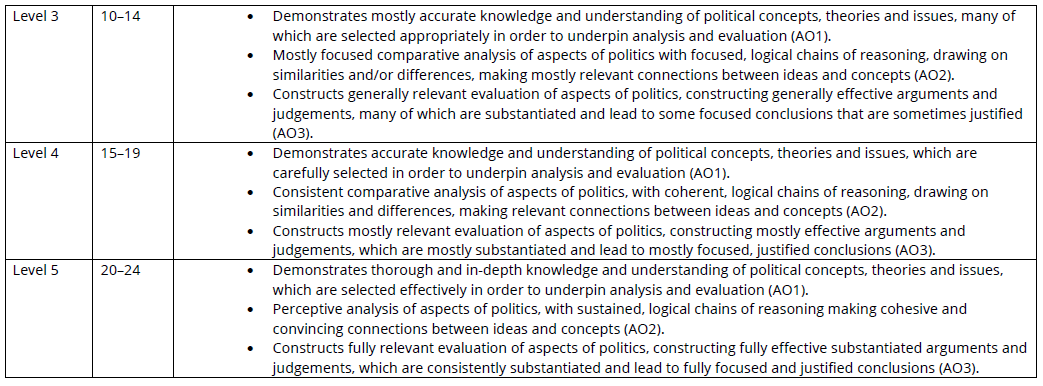 Level 3
10–14
• Demonstrates mostly accurate knowledge and understanding of political concepts, theories and issues, many of
which are selected appropriately in order to underpin analysis and evaluation (AO1).
• Mostly focused comparative analysis of aspects of politics with focused, logical chains of reasoning, drawing on
similarities and/or differences, making mostly relevant connections between ideas and concepts (AO2).
• Constructs generally relevant evaluation of aspects of politics, constructing generally effective arguments and
judgements, many of which are substantiated and lead to some focused conclusions that are sometimes justified
(AO3).
Level 4
15–19
• Demonstrates accurate knowledge and understanding of political concepts, theories and issues, which are
carefully selected in order to underpin analysis and evaluation (AO1).
• Consistent comparative analysis of aspects of politics, with coherent, logical chains of reasoning, drawing on
similarities and differences, making relevant connections between ideas and concepts (AO2).
• Constructs mostly relevant evaluation of aspects of politics, constructing mostly effective arguments and
judgements, which are mostly substantiated and lead to mostly focused, justified conclusions (AO3).
Level 5
20–24
• Demonstrates thorough and in-depth knowledge and understanding of political concepts, theories and issues,
which are selected effectively in order to underpin analysis and evaluation (AO1).
• Perceptive analysis of aspects of politics, with sustained, logical chains of reasoning making cohesive and
convincing connections between ideas and concepts (AO2).
• Constructs fully relevant evaluation of aspects of politics, constructing fully effective substantiated arguments and
judgements, which are consistently substantiated and lead to fully focused and justified conclusions (AO3).